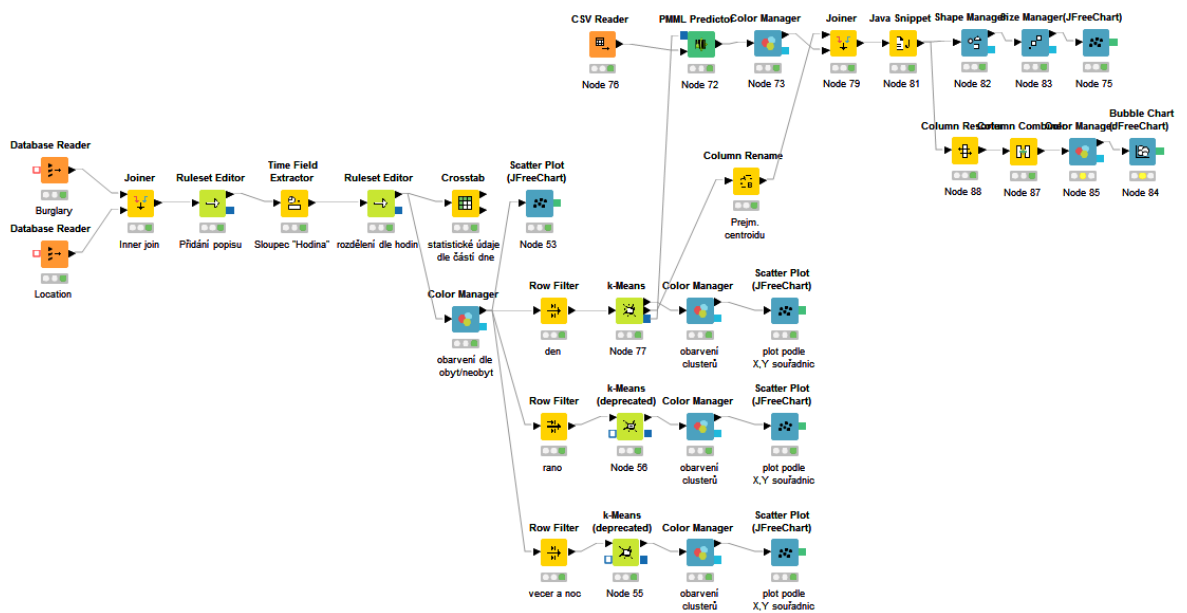 CSV Reader
Node 76
PMML Predictor
Node 72
Color Manager
Node 73
Joiner
Node 79
Java Snippet
Node 81
Shape Manager
Node 82
Size Manager
Node 83
(JFreeChart)
Node 75
Column Resorter
Node 88
Column Combiner
Node 87
Color Manager
Node 85
Bubble Chart
(JFreeChart)
Node 84
Column Rename
Prejm.
centroidu
Database Reader
Burglary
Database Reader
Location
Joiner
Inner join
Ruleset Editor
Přidání popisu
Time Field
Extractor
Sloupec "Hodina"
Ruleset Editor
rozdělení dle hodin
Crosstab
statistické údaje
dle částí dne
Scatter Plot
(JFreeChart)
Node 53
Color Manager
obarvení dle
obyt/neobyt
Row Filter
den
k-Means
Node 77
Color Manager
obarvení
clusterů
Scatter Plot
(JFreeChart)
plot podle
X,Y souřadnic
Row Filter
rano
k-Means
(deprecated)
Node 56
Color Manager
obarvení
clusterů
Scatter Plot
(JFreeChart)
plot podle
X,Y souřadnic
Row Filter
vecer a noc
k-Means
(deprecated)
Node 55
Color Manager
obarvení
clusterů
Scatter Plot
(JFreeChart)
plot podle
X,Y souřadnic